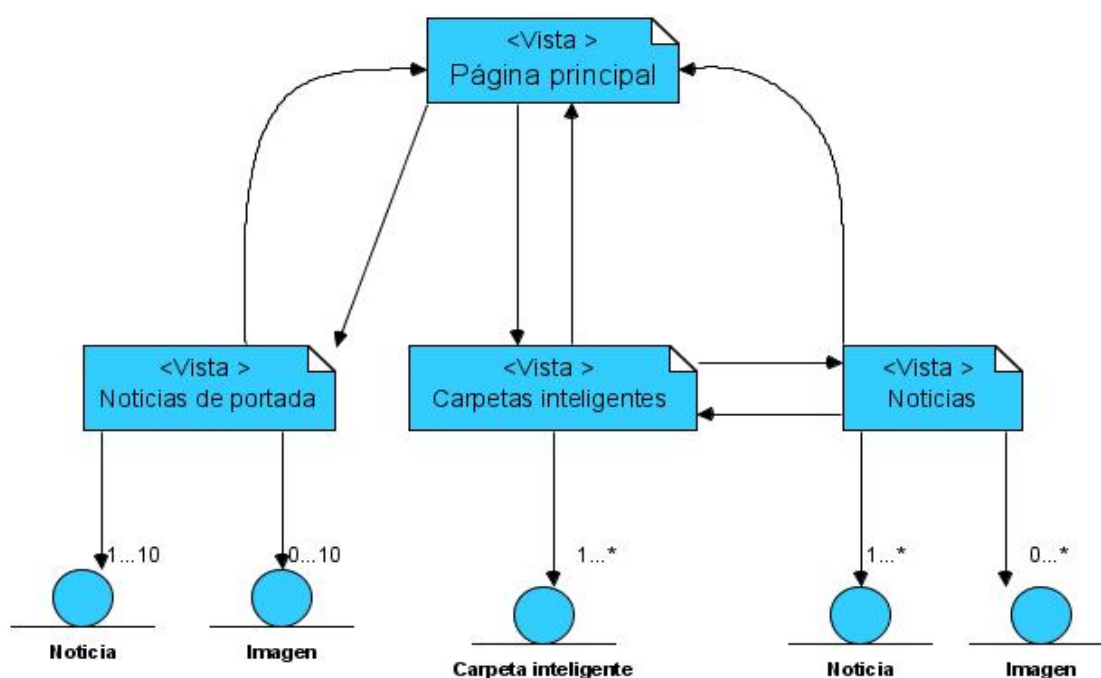 <Vista >
Página principal
<Vista >
Noticias de portada
<Vista >
Carpetas inteligentes
<Vista >
Noticias
1...10
0...10
1...*
1...*
0...*
Noticia
Imagen
Carpeta inteligente
Noticia
Imagen